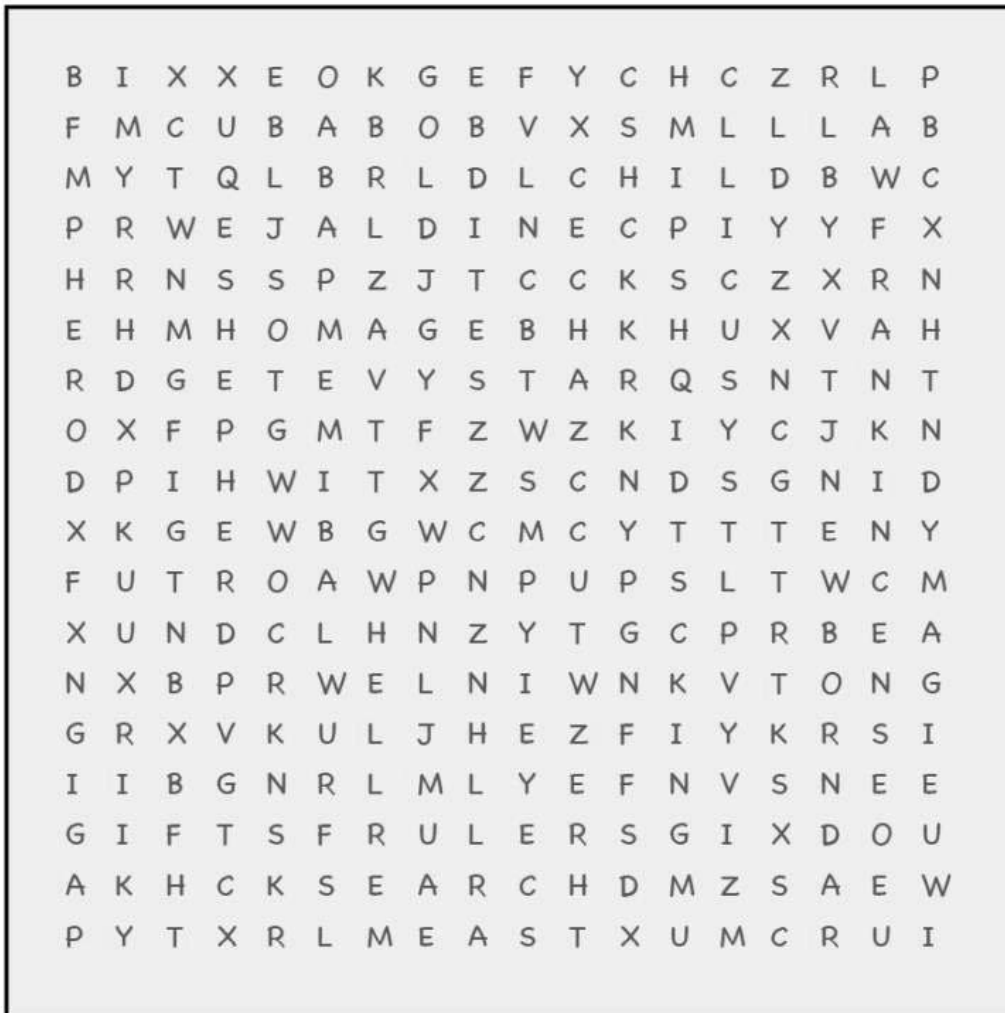 B I X X E O K G E F Y C H C Z R L P
F M C U B A B O B V X S M L L L A B
M Y T Q L B R L D L C H I L D B W C
P R W E J A L D I N E C P I Y Y F X
H R N S S P Z J T C C K S C Z X R N
E H M H O M A G E B H K H U X V A H
R D G E T E V Y S T A R Q S N T N T
O X F P G M T F Z W Z K I Y C J K N
D P I H W I T X Z S C N D S G N I D
X K G E W B G W C M C Y T T T E N Y
F U T R O A W P N P U P S L T W C M
X U N D C L H N Z Y T G C P R B E A
N X B P R W E L N I W N K V T O N G
G R X V K U L J H E Z F I Y K R S I
I I B G N R L M L Y E F N V S N E E
G I F T S F R U L E R S G I X D O U
A K H C K S E A R C H D M Z S A E W
P Y T X R L M E A S T X U M C R U I